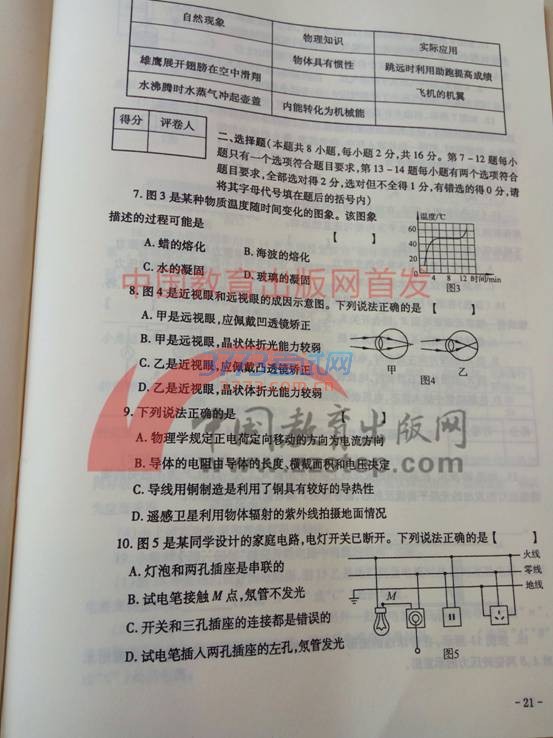 自然现象 物理知识 实际应用
物体具有惯性 跳远时利用助跑提高成绩
雄鹰展开翅膀在空中滑翔 飞机的机翼
水沸腾时水蒸气冲起壶盖 内能转化为机械能
得分 评卷人
二、选择题(本题共8小题,每小题2分,共16分。第7-12题每小
题只有一个选项符合题目要求,第13-14题每小题有两个选项符合
题目要求,全部选对得2分,选对但不全得1分,有错选的得0分,请
将其字母代号填在题后的括号内)
7. 图3是某种物质温度随时间变化的图象。该图象
描述的过程可能是 【 】
A. 蜡的熔化 B. 海波的熔化
C. 水的凝固 D. 玻璃的凝固
温度/℃
60
40
20
0 4 8 12 时间/min
图3
中国教育出版网首发
8. 图4是近视眼和远视眼的成因示意图。下列说法正确的是 【 】
A. 甲是远视眼,应佩戴凹透镜矫正
B. 甲是远视眼,晶状体折光能力较弱
C. 乙是近视眼,应佩戴凸透镜矫正
D. 乙是近视眼,晶状体折光能力较弱
甲 乙
图4
9. 下列说法正确的是 【 】
A. 物理学规定正电荷定向移动的方向为电流方向
B. 导体的电阻由导体的长度、横截面积和电压决定
C. 导线用铜制造是利用了铜具有较好的导热性
D. 遥感卫星利用物体辐射的紫外线拍摄地面情况
中国教育出版网
10. 图5是某同学设计的家庭电路,电灯开关已断开。下列说法正确的是【 】
A. 灯泡和两孔插座是串联的
B. 试电笔接触M点,氖管不发光
C. 开关和三孔插座的连接都是错误的
D. 试电笔插入两孔插座的左孔,氖管发光
火线
零线
地线
M
图5
- 21 -